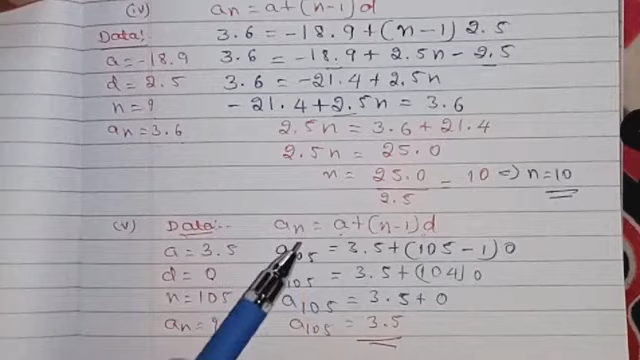 (iv) an = a+(n-1)d
Data:- 3.6 = -18.9+(n-1)2.5
a=-18.9 3.6 = -18.9+2.5n-2.5
d=2.5 3.6 = -21.4+2.5n
n=? -21.4+2.5n = 3.6
an=3.6 2.5n = 3.6+21.4
2.5n = 25.0
n = 25.0/2.5 = 10 => n=10
(v) Data:- an = a+(n-1)d
a=3.5 a105 = 3.5+(105-1)0
d=0 105 = 3.5+(104)0
n=105 a105 = 3.5+0
an=? a105 = 3.5